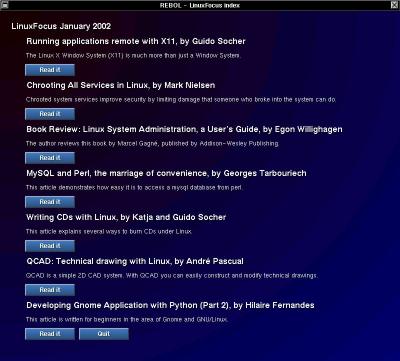 REBOL - LinuxFocus index
LinuxFocus January 2002
Running applications remote with X11, by Guido Socher
The Linux X Window System (X11) is much more than just a Window System.
Read it
Chrooting All Services in Linux, by Mark Nielsen
Chrooted system services improve security by limiting damage that someone who broke into the system can do.
Read it
Book Review: Linux System Administration, a User's Guide, by Egon Willighagen
The author reviews this book by Marcel Gagné, published by Addison-Wesley Publishing.
Read it
MySQL and Perl, the marriage of convenience, by Georges Tarbouriech
This article demonstrates how easy it is to access a mysql database from perl.
Read it
Writing CDs with Linux, by Katja and Guido Socher
This article explains several ways to burn CDs under Linux.
Read it
QCAD: Technical drawing with Linux, by André Pascual
QCAD is a simple 2D CAD system. With QCAD you can easily construct and modify technical drawings.
Read it
Developing Gnome Application with Python (Part 2), by Hilaire Fernandes
This article is written for beginners in the area of Gnome and GNU/Linux.
Read it Quit